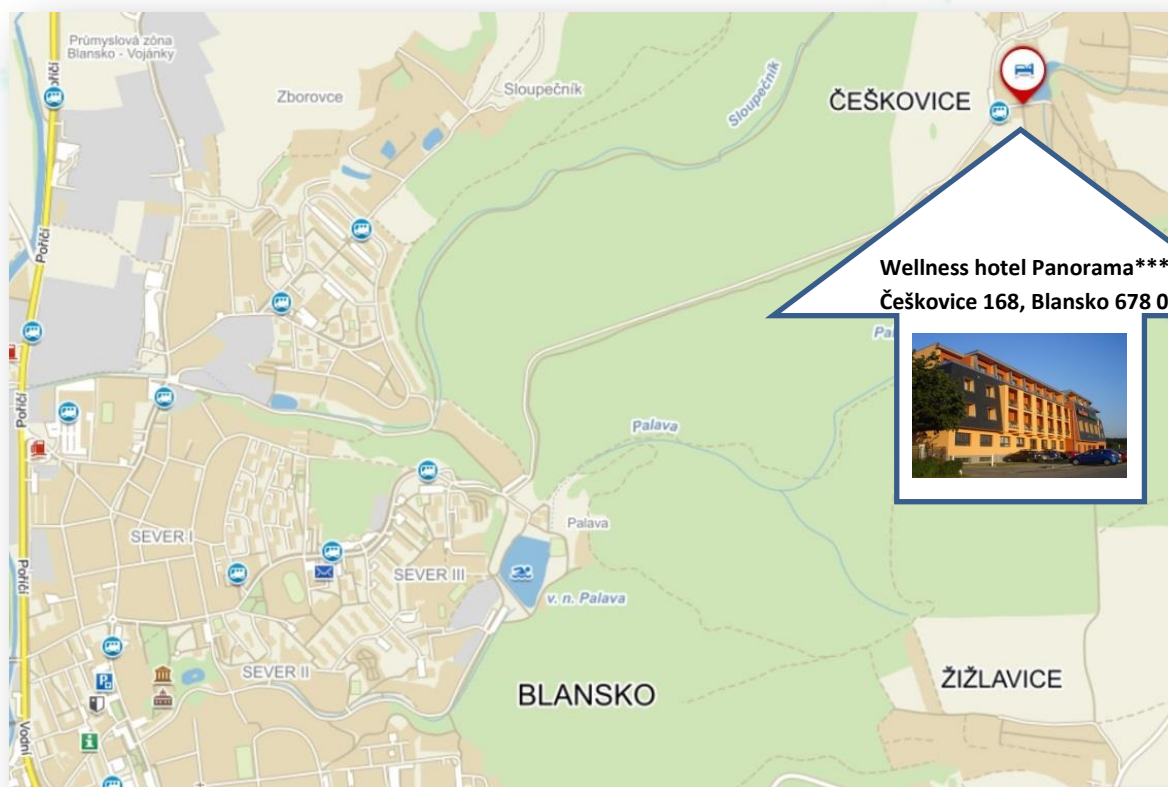 Průmyslová zóna
Blansko - Vojánky
Poříčí
Zborovce
Sloupečník
Sloupečník
ČEŠKOVICE
Poříčí
Wellness hotel Panorama***
Češkovice 168, Blansko 678 0
Poříčí
Palava
SEVER I
Palava
Poříčí
SEVER III
v. n. Palava
SEVER II
ŽIŽLAVICE
BLANSKO
P
Vodní
i